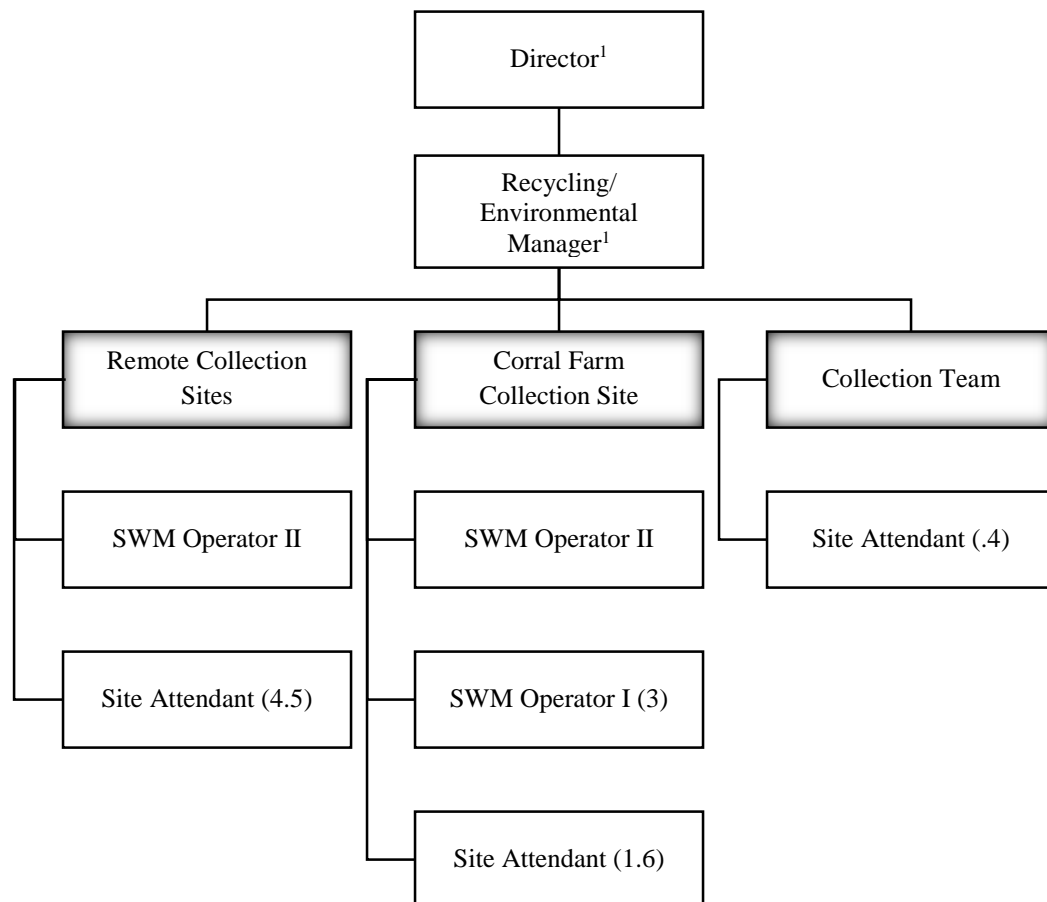 Director¹
Recycling/
Environmental
Manager¹
Remote Collection
Sites
Corral Farm
Collection Site
Collection Team
SWM Operator II
SWM Operator II
Site Attendant (.4)
Site Attendant (4.5)
SWM Operator I (3)
Site Attendant (1.6)